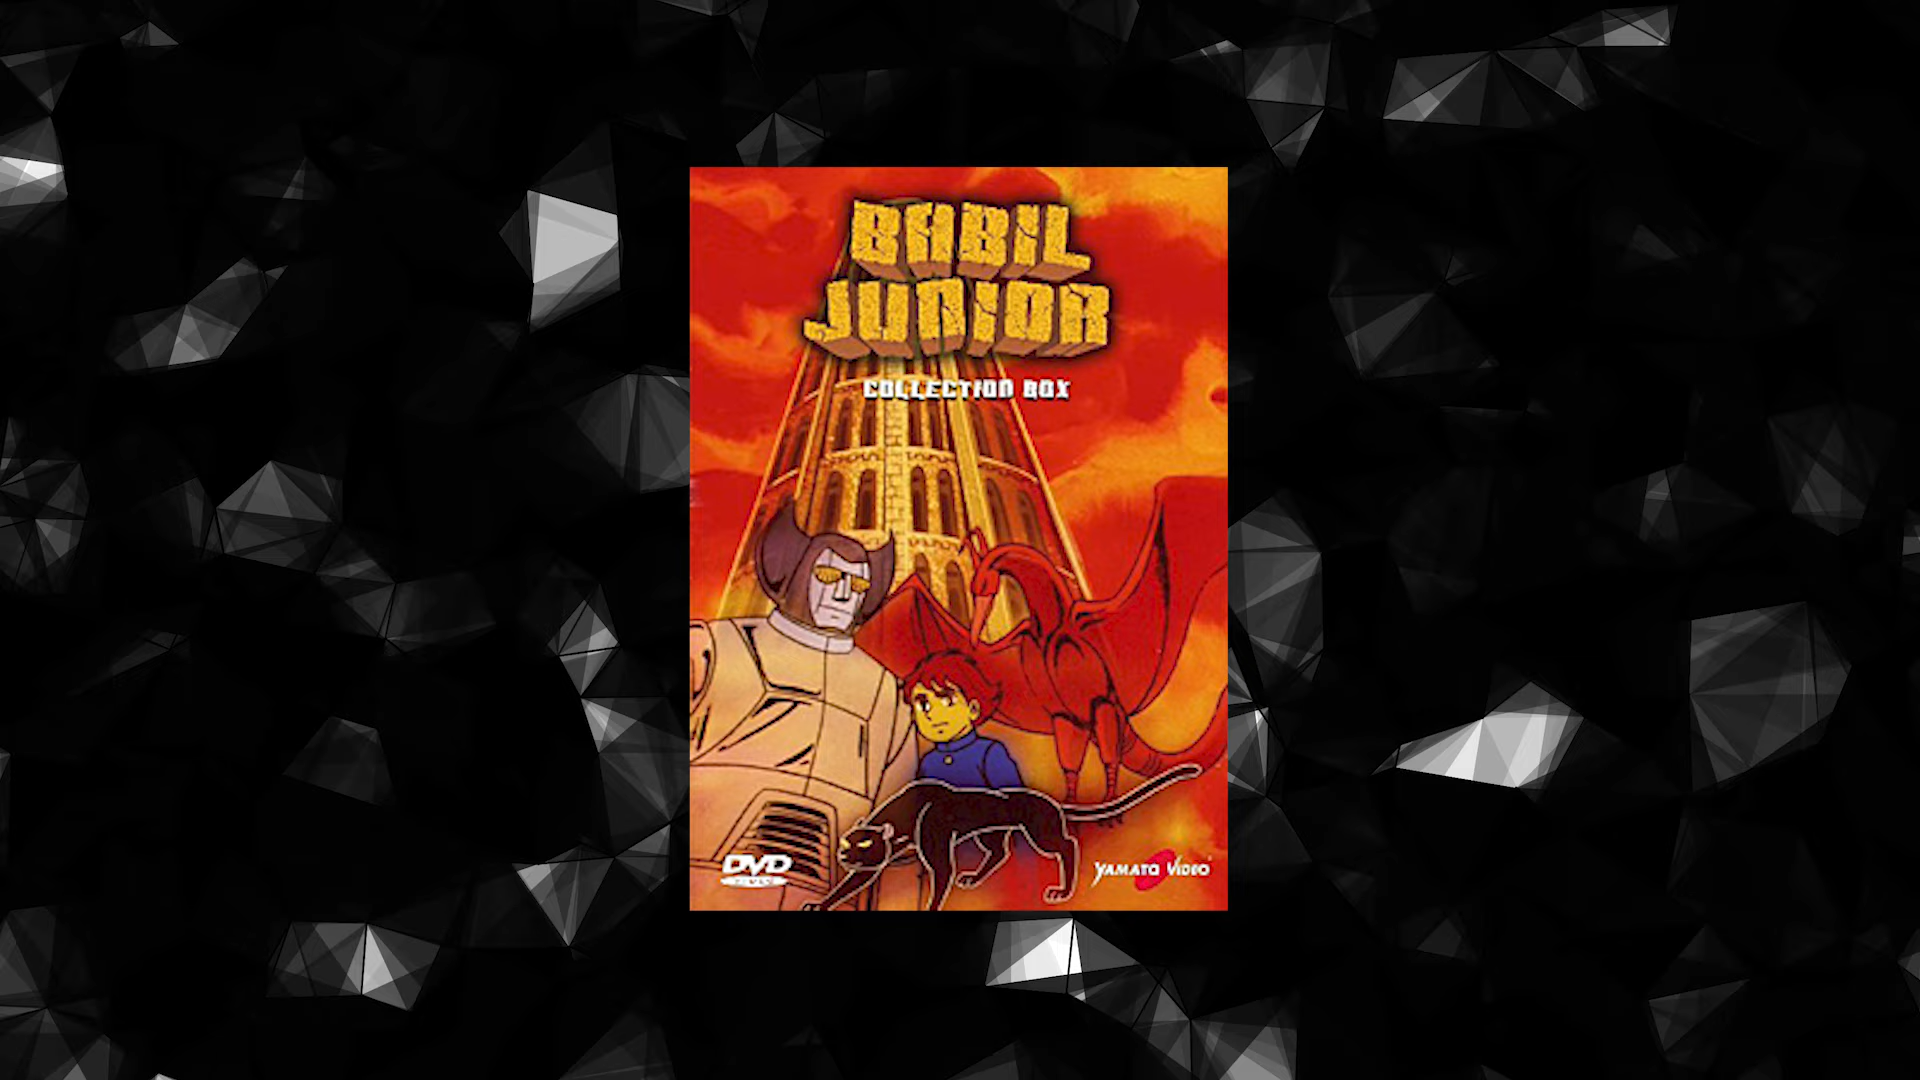 BABIL
JUNIOR
COLLECTION BOX
DVD
YAMATO VIDEO